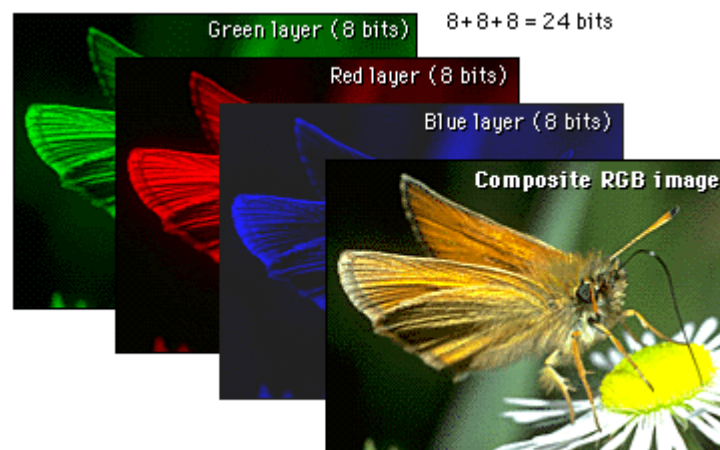 Green layer (8 bits)
8+8+8 = 24 bits
Red layer (8 bits)
Blue layer (8 bits)
Composite RGB image